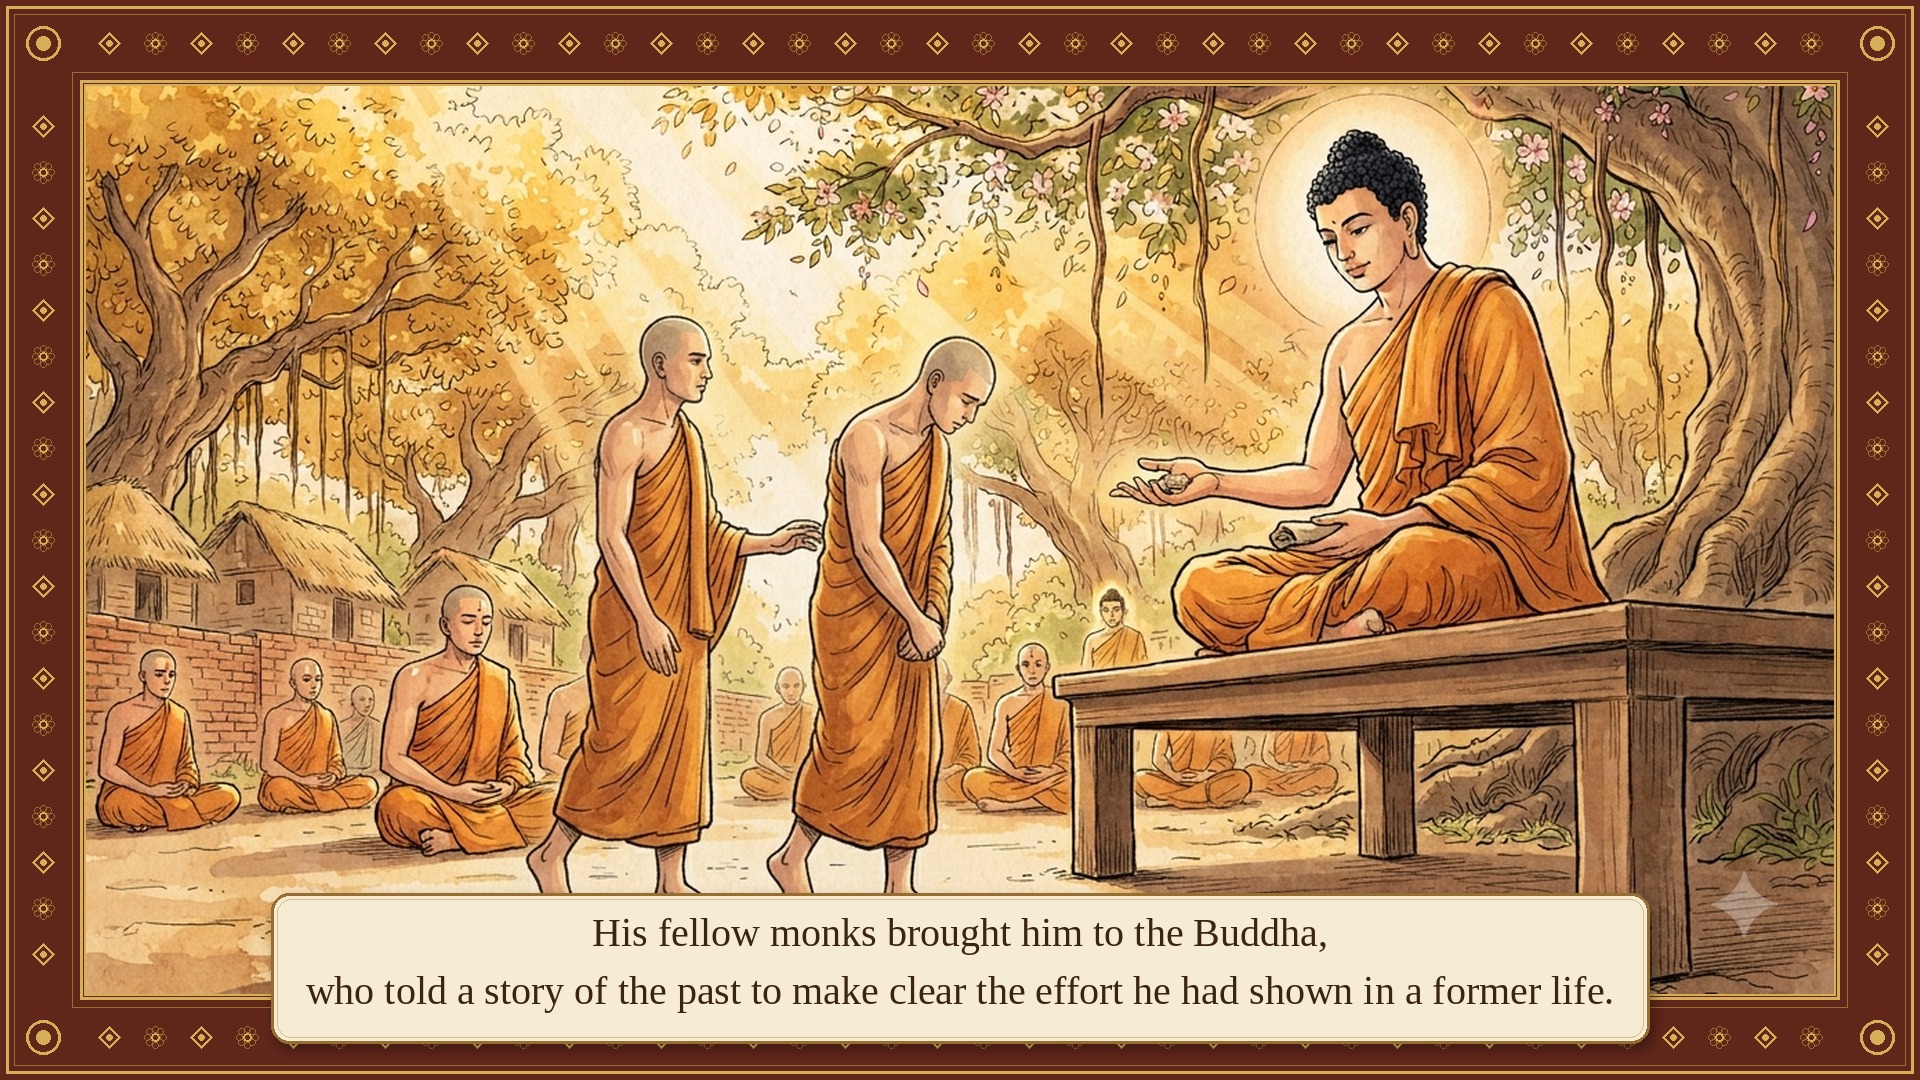 His fellow monks brought him to the Buddha,
who told a story of the past to make clear the effort he had shown in a former life.